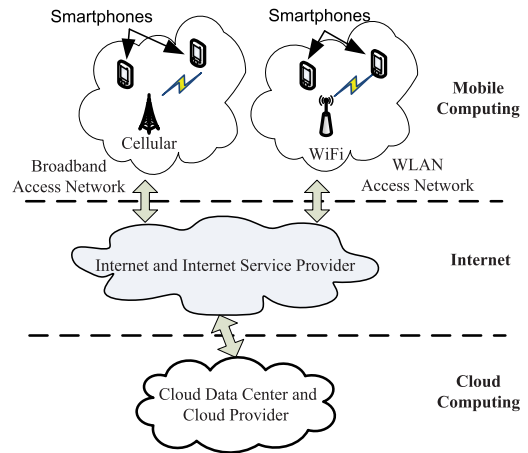 Smartphones
Smartphones
Mobile
Computing
Cellular
WiFi
Broadband
Access Network
WLAN
Access Network
Internet and Internet Service Provider
Internet
Cloud Data Center and
Cloud Provider
Cloud
Computing